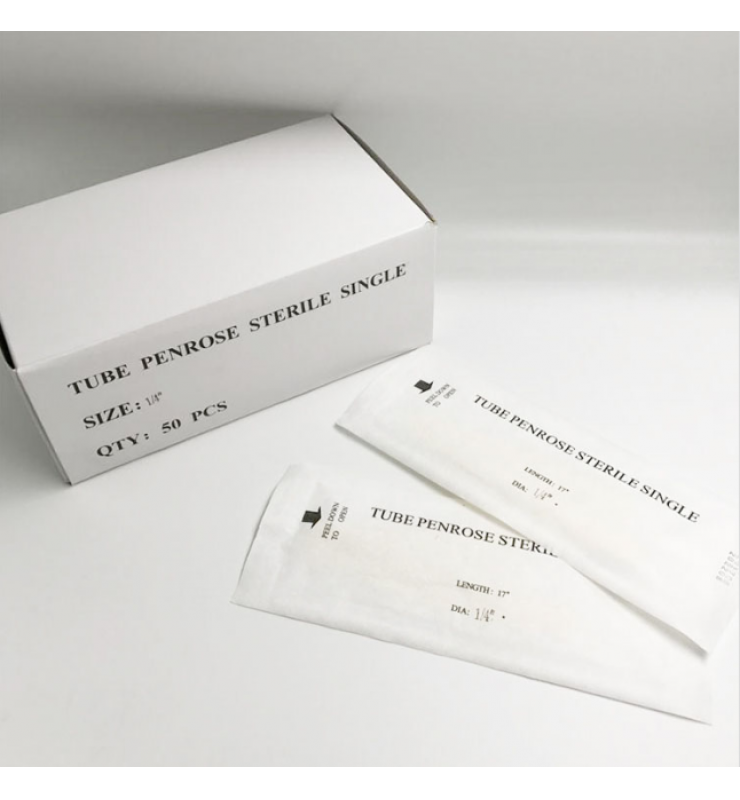 TUBE PENROSE STERILE SINGLE
SIZE: 1/4"
QTY: 50 PCS
PEEL DOWN
TO OPEN
TUBE PENROSE STERILE SINGLE
LENGTH: 17"
DIA: 1/4"
PEEL DOWN
TO OPEN
TUBE PENROSE
LENGTH: 17"
DIA: 1/4"